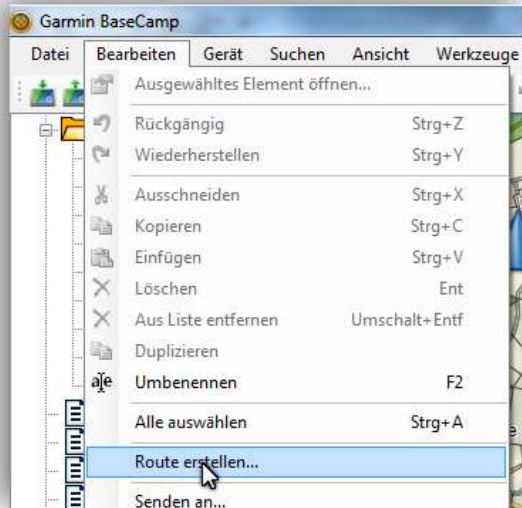 Garmin BaseCamp
Datei Bearbeiten Gerät Suchen Ansicht Werkzeuge
Ausgewähltes Element öffnen...
Rückgängig Strg+Z
Wiederherstellen Strg+Y
Ausschneiden Strg+X
Kopieren Strg+C
Einfügen Strg+V
Löschen Ent
Aus Liste entfernen Umschalt+Entf
Duplizieren
Umbenennen F2
Alle auswählen Strg+A
Route erstellen...
Senden an...